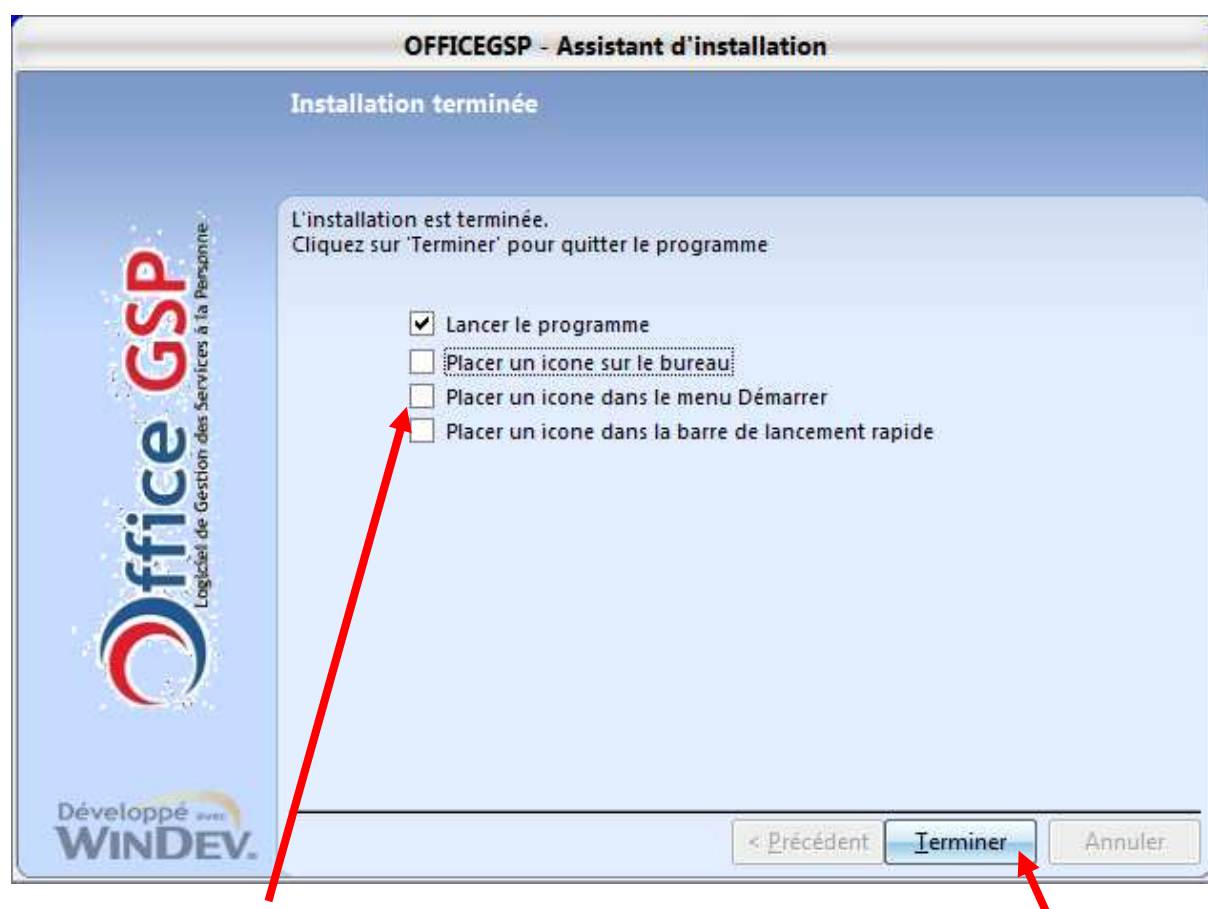 OFFICEGSP - Assistant d'installation
Installation terminée
L'installation est terminée.
Cliquez sur 'Terminer' pour quitter le programme
Lancer le programme
Placer un icone sur le bureau
Placer un icone dans le menu Démarrer
Placer un icone dans la barre de lancement rapide
Office GSP
Logiciel de Gestion des Services à la Personne
Développé avec
WINDEV.
< Précédent
Terminer
Annuler